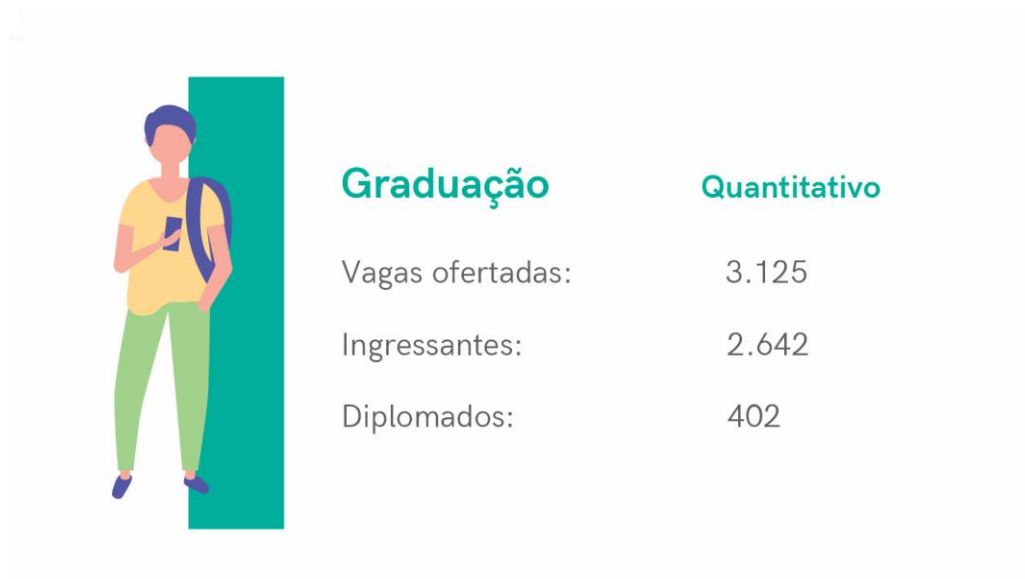 Graduação Quantitativo
Vagas ofertadas: 3.125
Ingressantes: 2.642
Diplomados: 402